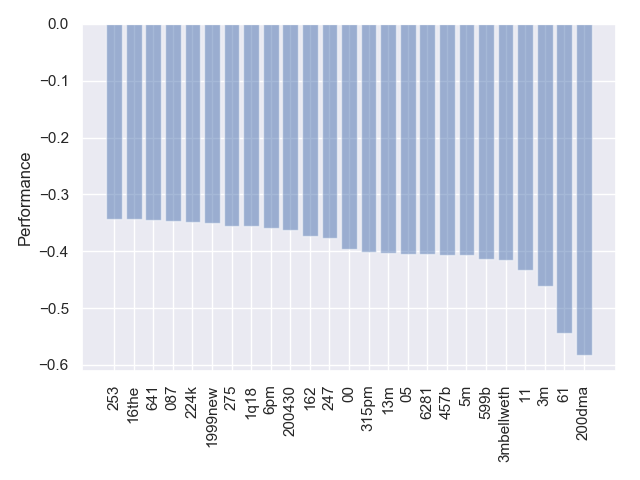 0.0
−0.1
−0.2
−0.3
−0.4
−0.5
−0.6
Performance
253
16the
641
087
224k
1999new
275
1q18
6pm
200430
162
247
00
315pm
13m
05
6281
457b
5m
599b
3mbellweth
11
3m
61
200dma